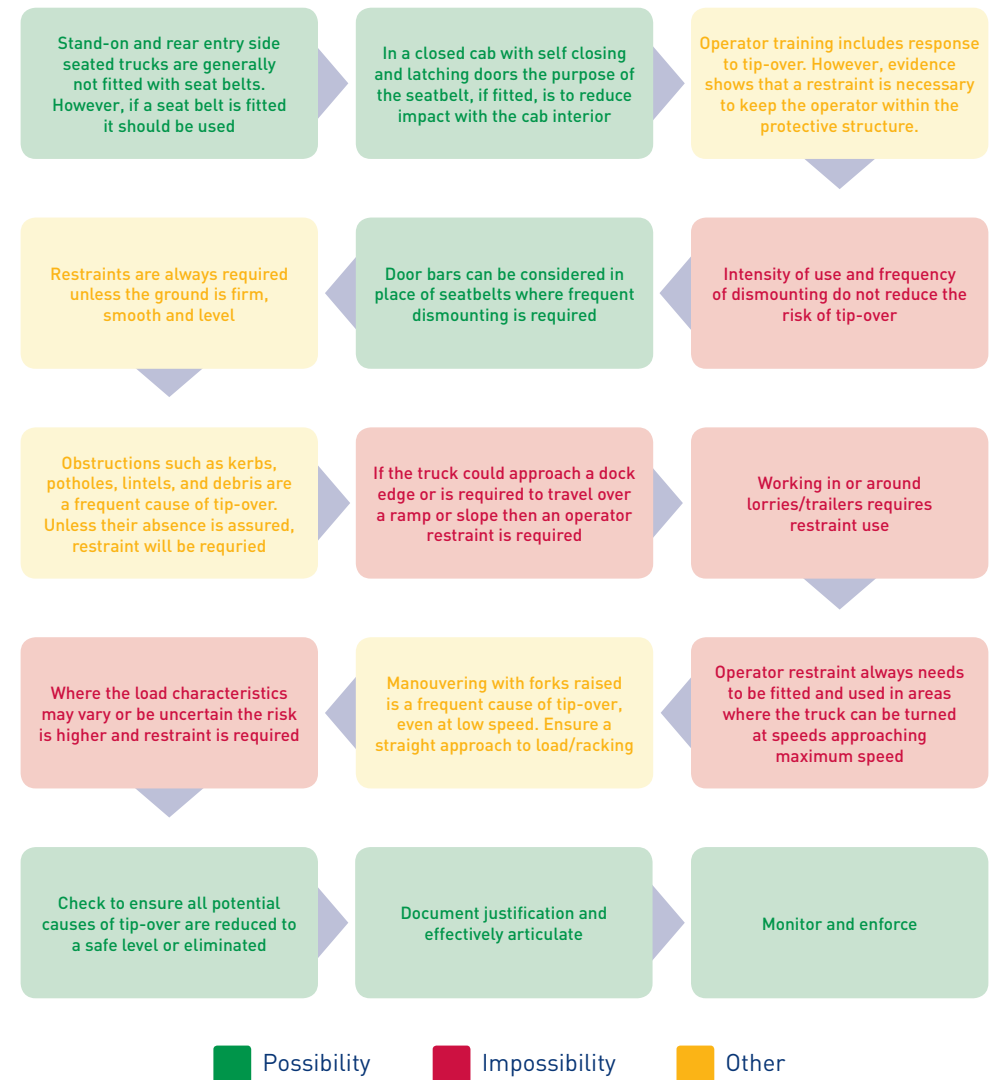 Stand-on and rear entry side
seated trucks are generally
not fitted with seat belts.
However, if a seat belt is fitted
it should be used
In a closed cab with self closing
and latching doors the purpose of
the seatbelt, if fitted, is to reduce
impact with the cab interior
Operator training includes response
to tip-over. However, evidence
shows that a restraint is necessary
to keep the operator within the
protective structure.
Intensity of use and frequency
of dismounting do not reduce the
risk of tip-over
Door bars can be considered in
place of seatbelts where frequent
dismounting is required
Restraints are always required
unless the ground is firm,
smooth and level
Obstructions such as kerbs,
potholes, lintels, and debris are
a frequent cause of tip-over.
Unless their absence is assured,
restraint will be requried
If the truck could approach a dock
edge or is required to travel over
a ramp or slope then an operator
restraint is required
Working in or around
lorries/trailers requires
restraint use
Operator restraint always needs
to be fitted and used in areas
where the truck can be turned
at speeds approaching
maximum speed
Manouvering with forks raised
is a frequent cause of tip-over,
even at low speed. Ensure a
straight approach to load/racking
Where the load characteristics
may vary or be uncertain the risk
is higher and restraint is required
Check to ensure all potential
causes of tip-over are reduced to
a safe level or eliminated
Document justification and
effectively articulate
Monitor and enforce
Possibility
Impossibility
Other